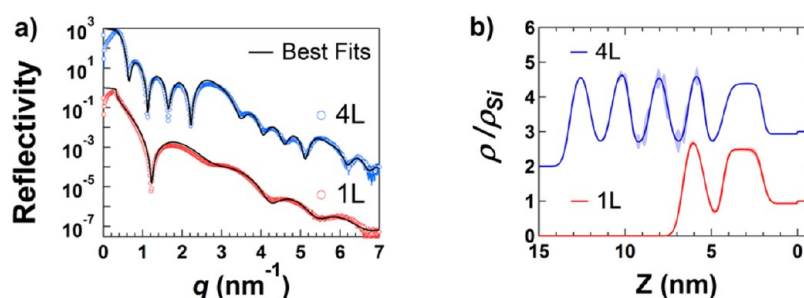 a)
Reflectivity
10^3
10^1
10^-1
10^-3
10^-5
10^-7
Best Fits
4L
1L
0 1 2 3 4 5 6 7
q (nm^-1)
b)
ρ/ρSi
6
5
4
3
2
1
0
4L
1L
15 10 5 0
Z (nm)